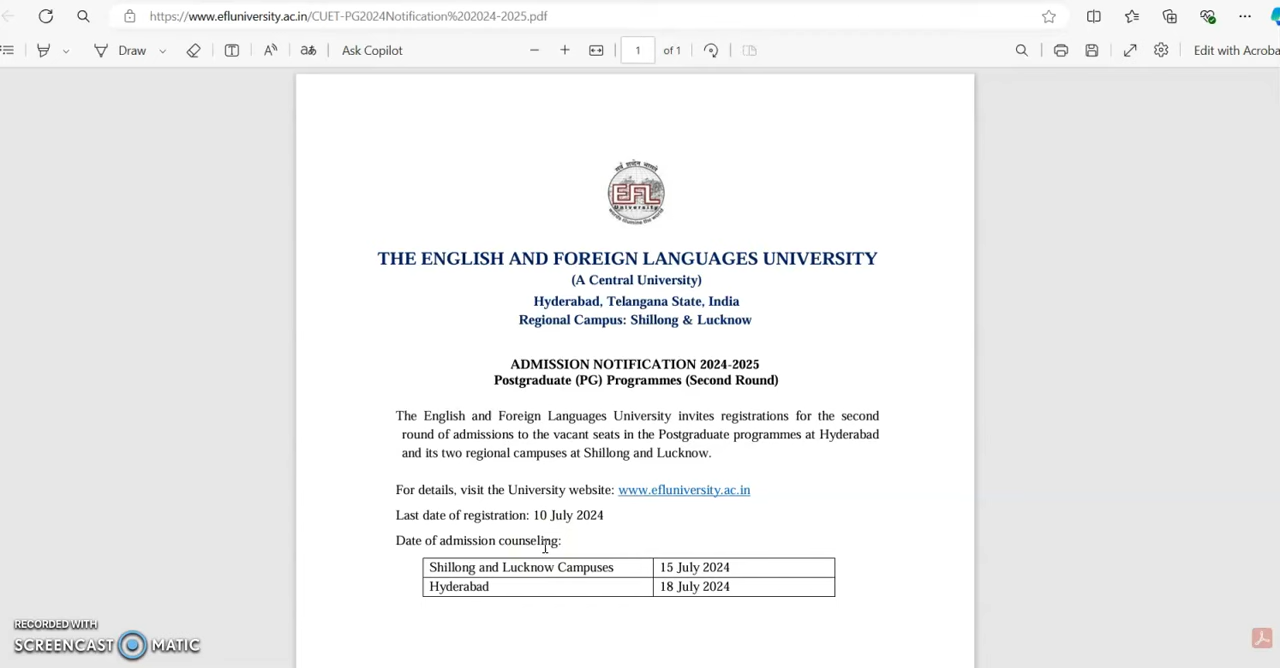 https://www.efluniversity.ac.in/CUET-PG2024Notification%202024-2025.pdf
Draw
Ask Copilot
1 of 1
Edit with Acroba
EFL
University
THE ENGLISH AND FOREIGN LANGUAGES UNIVERSITY
(A Central University)
Hyderabad, Telangana State, India
Regional Campus: Shillong & Lucknow
ADMISSION NOTIFICATION 2024-2025
Postgraduate (PG) Programmes (Second Round)
The English and Foreign Languages University invites registrations for the second
round of admissions to the vacant seats in the Postgraduate programmes at Hyderabad
and its two regional campuses at Shillong and Lucknow.
For details, visit the University website: www.efluniversity.ac.in
Last date of registration: 10 July 2024
Date of admission counseling:
Shillong and Lucknow Campuses 15 July 2024
Hyderabad 18 July 2024
RECORDED WITH
SCREENCAST MATIC